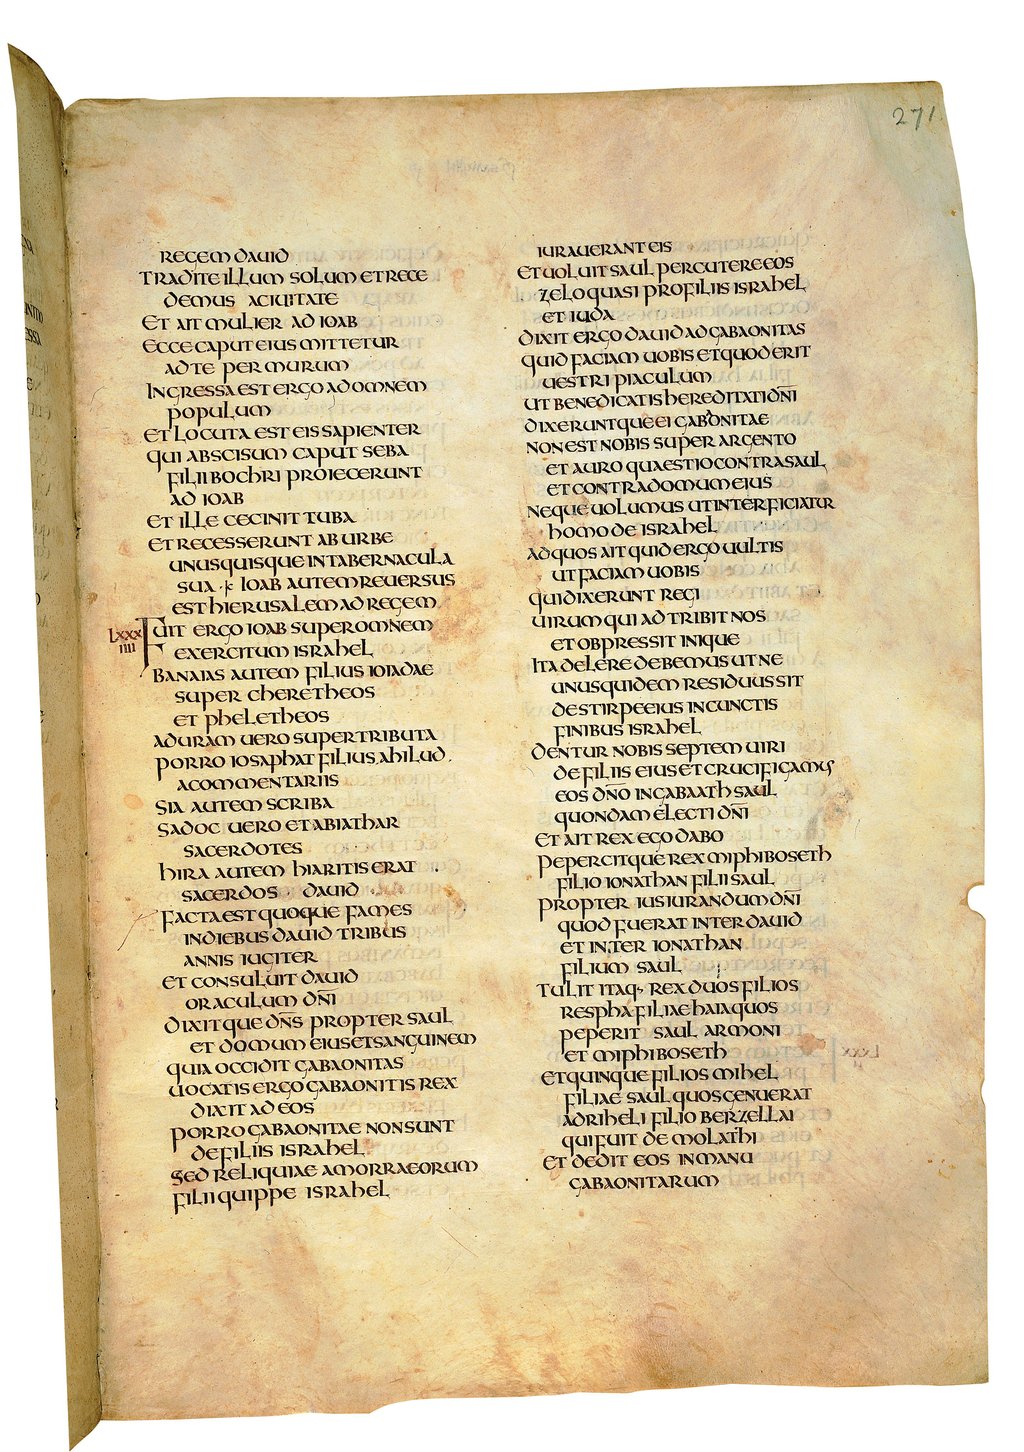 271
REGEM DAUID
TRADITE ILLUM SOLUM ET RECE
DEMUS A CIUITATE
ET AIT MULIER AD IOAB
ECCE CAPUT EIUS MITTETUR
AD TE PER MURUM
INGRESSA EST ERGO AD OMNEM
POPULUM
ET LOCUTA EST EIS SAPIENTER
QUI ABSCISUM CAPUT SEBA
FILII BOCHRI PROIECERUNT
AD IOAB
ET ILLE CECINIT TUBA
ET RECESSERUNT AB URBE
UNUSQUISQUE IN TABERNACULA
SUA IOAB AUTEM REUERSUS
EST HIERUSALEM AD REGEM
LXXX
IIII
FUIT ERGO IOAB SUPER OMNEM
EXERCITUM ISRAHEL
BANAIAS AUTEM FILIUS IOIADAE
SUPER CHERETHEOS
ET PHELETHEOS
ADURAM UERO SUPER TRIBUTA
PORRO IOSAPHAT FILIUS AHILUD
A COMMENTARIIS
SIA AUTEM SCRIBA
SADOC UERO ET ABIATHAR
SACERDOTES
HIRA AUTEM HIARITIS ERAT
SACERDOS DAUID
FACTA EST QUOQUE FAMES
IN DIEBUS DAUID TRIBUS
ANNIS IUGITER
ET CONSULUIT DAUID
ORACULUM DN̄I
DIXITQUE DN̄S PROPTER SAUL
ET DOMUM EIUS ET SANGUINEM
QUIA OCCIDIT GABAONITAS
UOCATIS ERGO GABAONITIS REX
DIXIT AD EOS
PORRO GABAONITAE NON SUNT
DE FILIIS ISRAHEL
SED RELIQUIAE AMORRAEORUM
FILII QUIPPE ISRAHEL
IURAUERANT EIS
ET UOLUIT SAUL PERCUTERE EOS
ZELO QUASI PRO FILIIS ISRAHEL
ET IUDA
DIXIT ERGO DAUID AD GABAONITAS
QUID FACIAM UOBIS ET QUOD ERIT
UESTRI PIACULUM
UT BENEDICATIS HEREDITATI DN̄I
DIXERUNTQUE EI GABAONITAE
NON EST NOBIS SUPER ARGENTO
ET AURO QUAESTIO CONTRA SAUL
ET CONTRA DOMUM EIUS
NEQUE UOLUMUS UT INTERFICIATUR
HOMO DE ISRAHEL
AD QUOS AIT QUID ERGO UULTIS
UT FACIAM UOBIS
QUI DIXERUNT REGI
UIRUM QUI ADTRIBIT NOS
ET OBPRESSIT INIQUE
ITA DELERE DEBEMUS UT NE
UNUS QUIDEM RESIDUUS SIT
DE STIRPE EIUS IN CUNCTIS
FINIBUS ISRAHEL
DENTUR NOBIS SEPTEM UIRI
DE FILIIS EIUS ET CRUCIFIGAMUS
EOS DN̄O IN GABAATH SAUL
QUONDAM ELECTI DN̄I
ET AIT REX EGO DABO
PEPERCITQUE REX MIPHIBOSETH
FILIO IONATHAN FILII SAUL
PROPTER IUSIURANDUM DN̄I
QUOD FUERAT INTER DAUID
ET INTER IONATHAN
FILIUM SAUL
TULIT ITAQ· REX DUOS FILIOS
RESPHA FILIAE HAIA QUOS
PEPERIT SAUL ARMONI
ET MIPHIBOSETH
ET QUINQUE FILIOS MIHEL
FILIAE SAUL QUOS GENUERAT
ADRIHELI FILIO BERZELLAI
QUI FUIT DE MOLATHI
ET DEDIT EOS IN MANU
GABAONITARUM